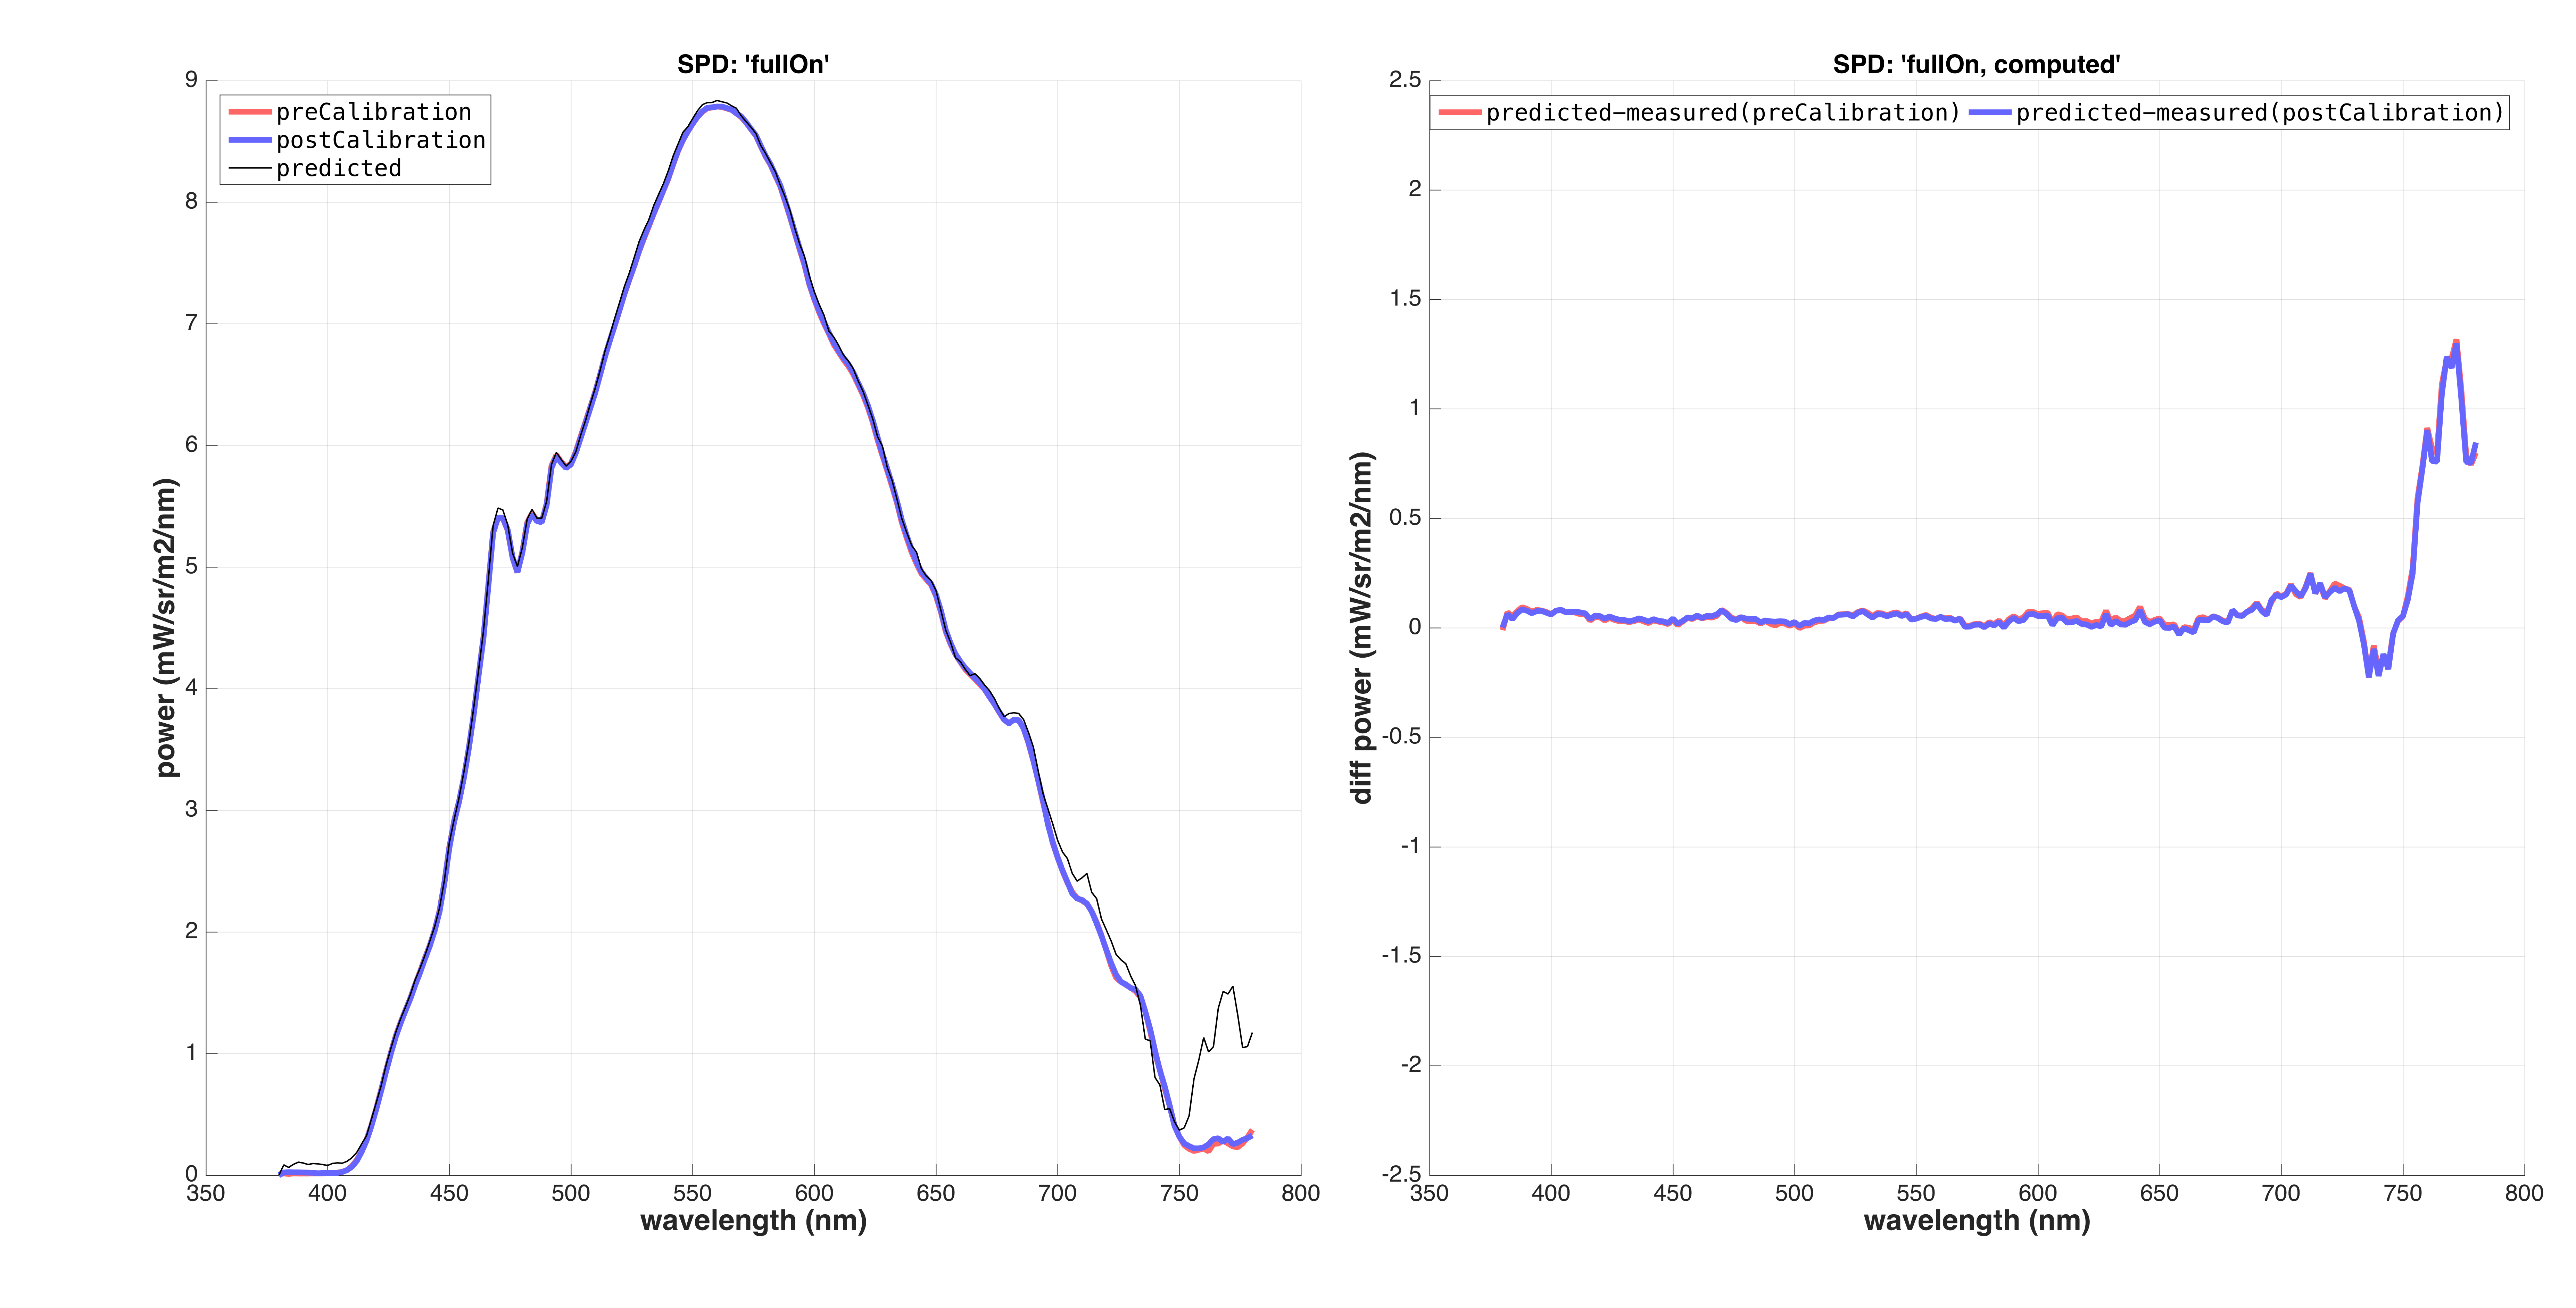 SPD: 'fullOn'
9
8
7
6
5
4
3
2
1
0
preCalibration
postCalibration
predicted
power (mW/sr/m2/nm)
350 400 450 500 550 600 650 700 750 800
wavelength (nm)
SPD: 'fullOn, computed'
2.5
2
1.5
1
0.5
0
-0.5
-1
-1.5
-2
-2.5
predicted-measured(preCalibration) predicted-measured(postCalibration)
diff power (mW/sr/m2/nm)
350 400 450 500 550 600 650 700 750 800
wavelength (nm)